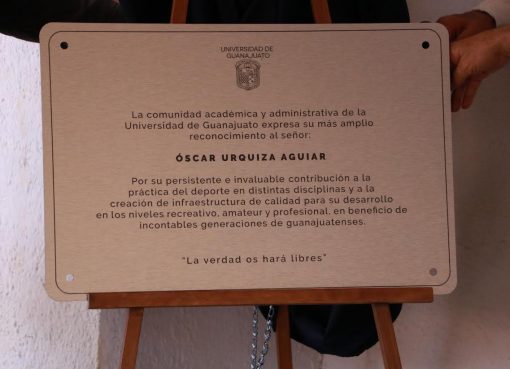 UNIVERSIDAD DE
GUANAJUATO
La comunidad académica y administrativa de la
Universidad de Guanajuato expresa su más amplio
reconocimiento al señor:
ÓSCAR URQUIZA AGUIAR
Por su persistente e invaluable contribución a la
práctica del deporte en distintas disciplinas y a la
creación de infraestructura de calidad para su desarrollo
en los niveles recreativo, amateur y profesional, en beneficio de
incontables generaciones de guanajuatenses.
"La verdad os hará libres"